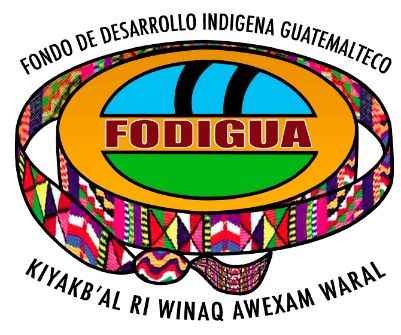 FONDO DE DESARROLLO INDIGENA GUATEMALTECO
FODIGUA
KIYAKB'AL RI WINAQ AWEXAM WARAL